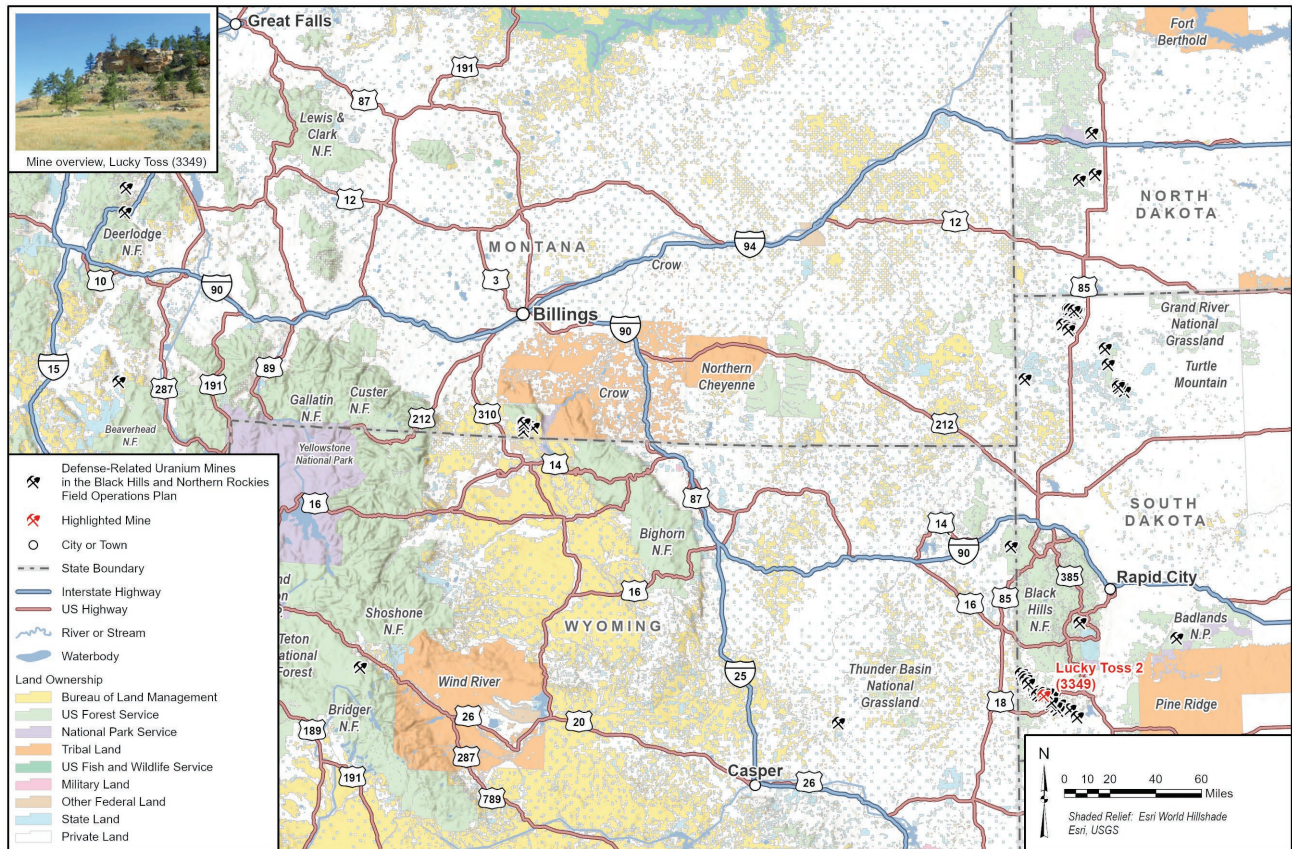 Great Falls
Fort
Berthold
191
87
Lewis &
Clark
N.F.
Mine overview, Lucky Toss (3349)
12
NORTH
DAKOTA
Deerlodge
N.F.
MONTANA
94
12
Crow
10
90
3
85
Billings
90
Grand River
National
Grassland
15
287
191
89
Gallatin
N.F.
Custer
N.F.
Crow
Northern
Cheyenne
Turtle
Mountain
Beaverhead
N.F.
212
310
212
Yellowstone
National Park
14
16
87
SOUTH
DAKOTA
Bighorn
N.F.
14
90
385
Rapid City
16
16
85
Black
Hills
N.F.
Shoshone
N.F.
WYOMING
Badlands
N.P.
Teton
National
Forest
25
Thunder Basin
National
Grassland
Lucky Toss 2
(3349)
Wind River
Pine Ridge
Bridger
N.F.
26
20
18
189
287
191
789
Casper
26
Defense-Related Uranium Mines
in the Black Hills and Northern Rockies
Field Operations Plan
Highlighted Mine
City or Town
State Boundary
Interstate Highway
US Highway
River or Stream
Waterbody
Land Ownership
Bureau of Land Management
US Forest Service
National Park Service
Tribal Land
US Fish and Wildlife Service
Military Land
Other Federal Land
State Land
Private Land
N
0 10 20 40 60
Miles
Shaded Relief: Esri World Hillshade
Esri, USGS